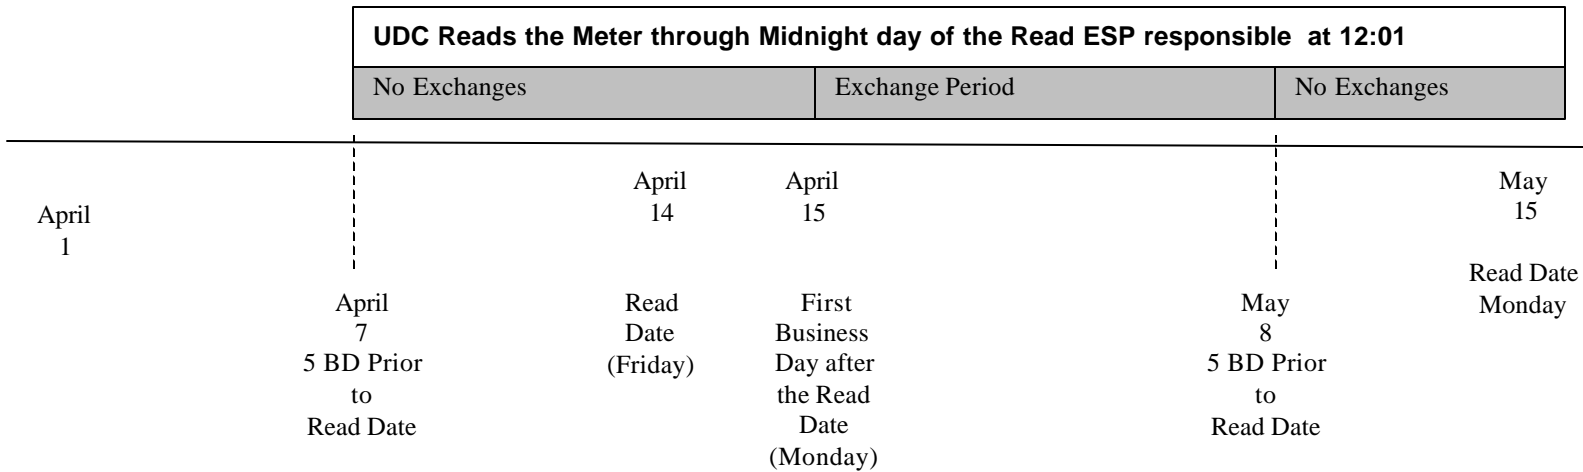 UDC Reads the Meter through Midnight day of the Read ESP responsible at 12:01
No Exchanges
Exchange Period
No Exchanges
April
1
April
7
5 BD Prior
to
Read Date
April
14
Read
Date
(Friday)
April
15
First
Business
Day after
the Read
Date
(Monday)
May
8
5 BD Prior
to
Read Date
May
15
Read Date
Monday